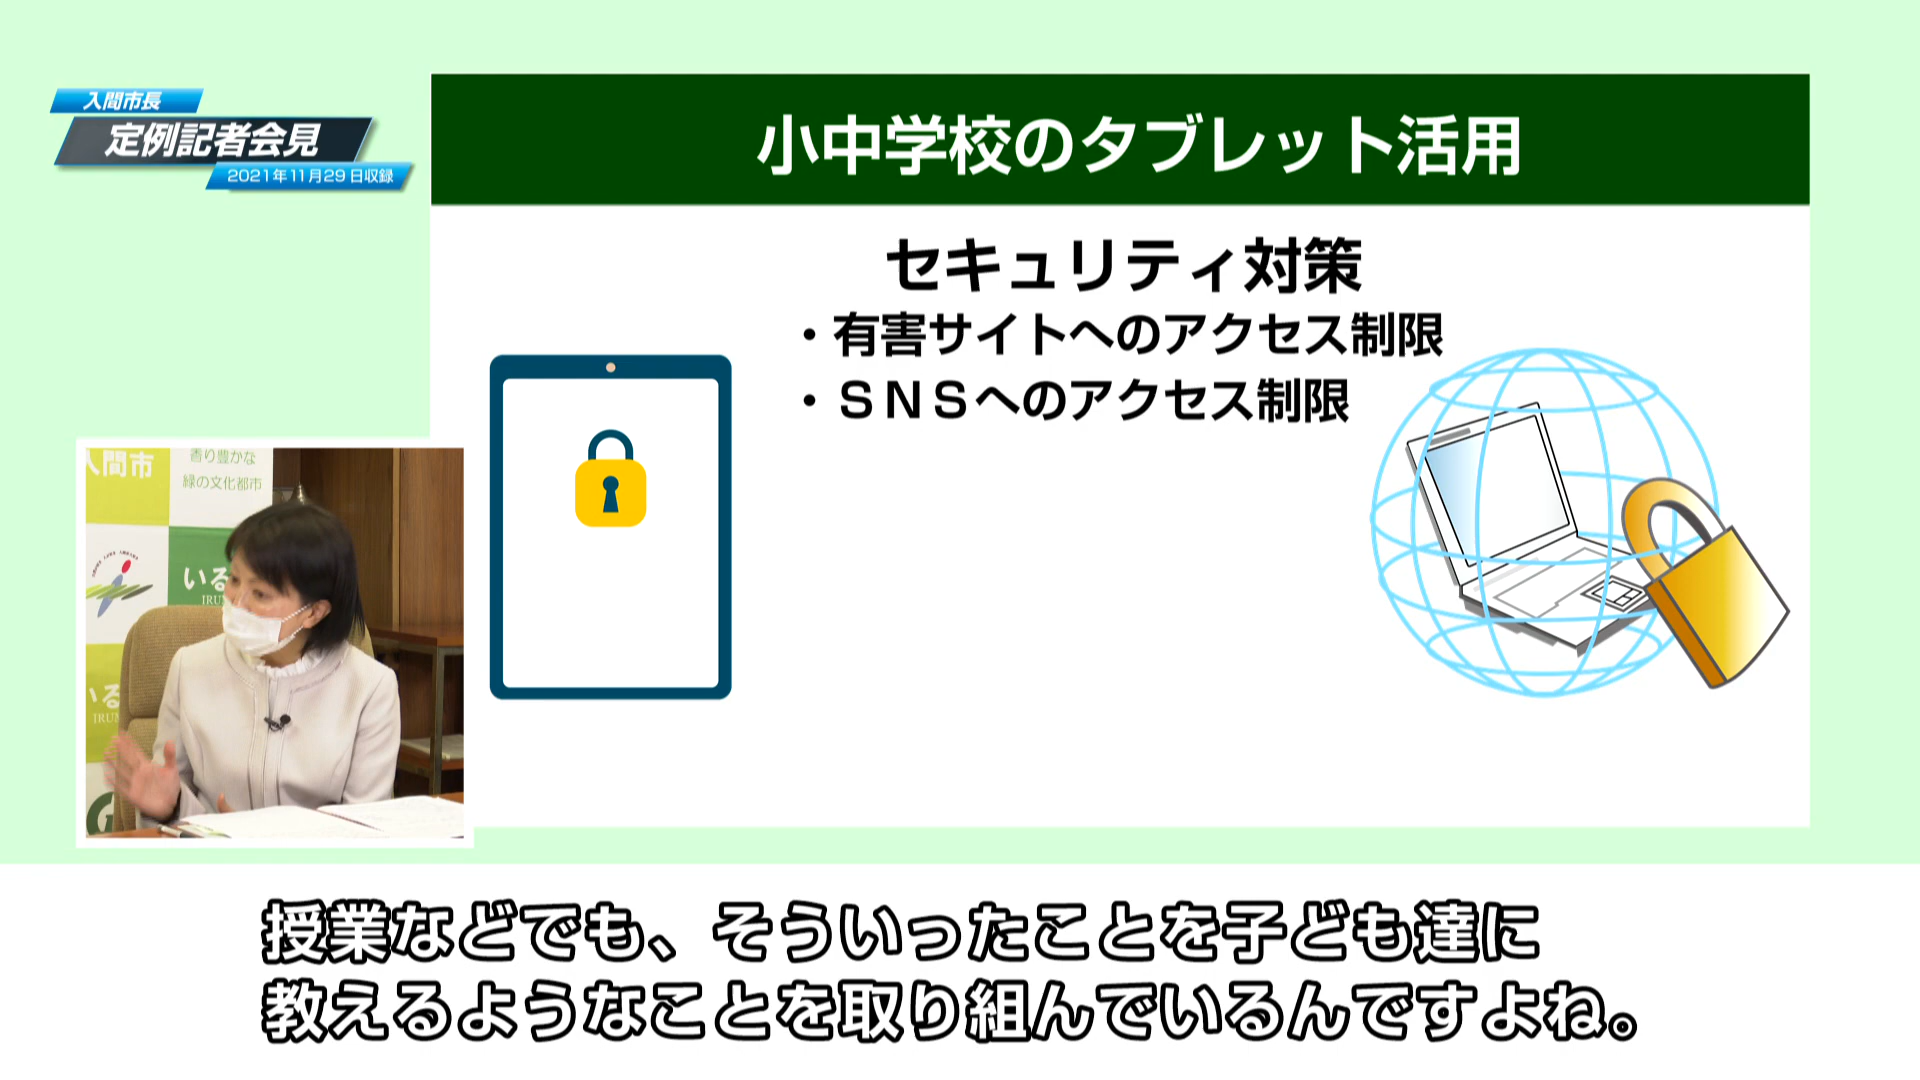 入間市長
定例記者会見
2021年11月29日収録
小中学校のタブレット活用
セキュリティ対策
・有害サイトへのアクセス制限
・ＳＮＳへのアクセス制限
入間市
香り豊かな
緑の文化都市
いる
IRU
いる
IRU
授業などでも、そういったことを子ども達に
教えるようなことを取り組んでいるんですよね。